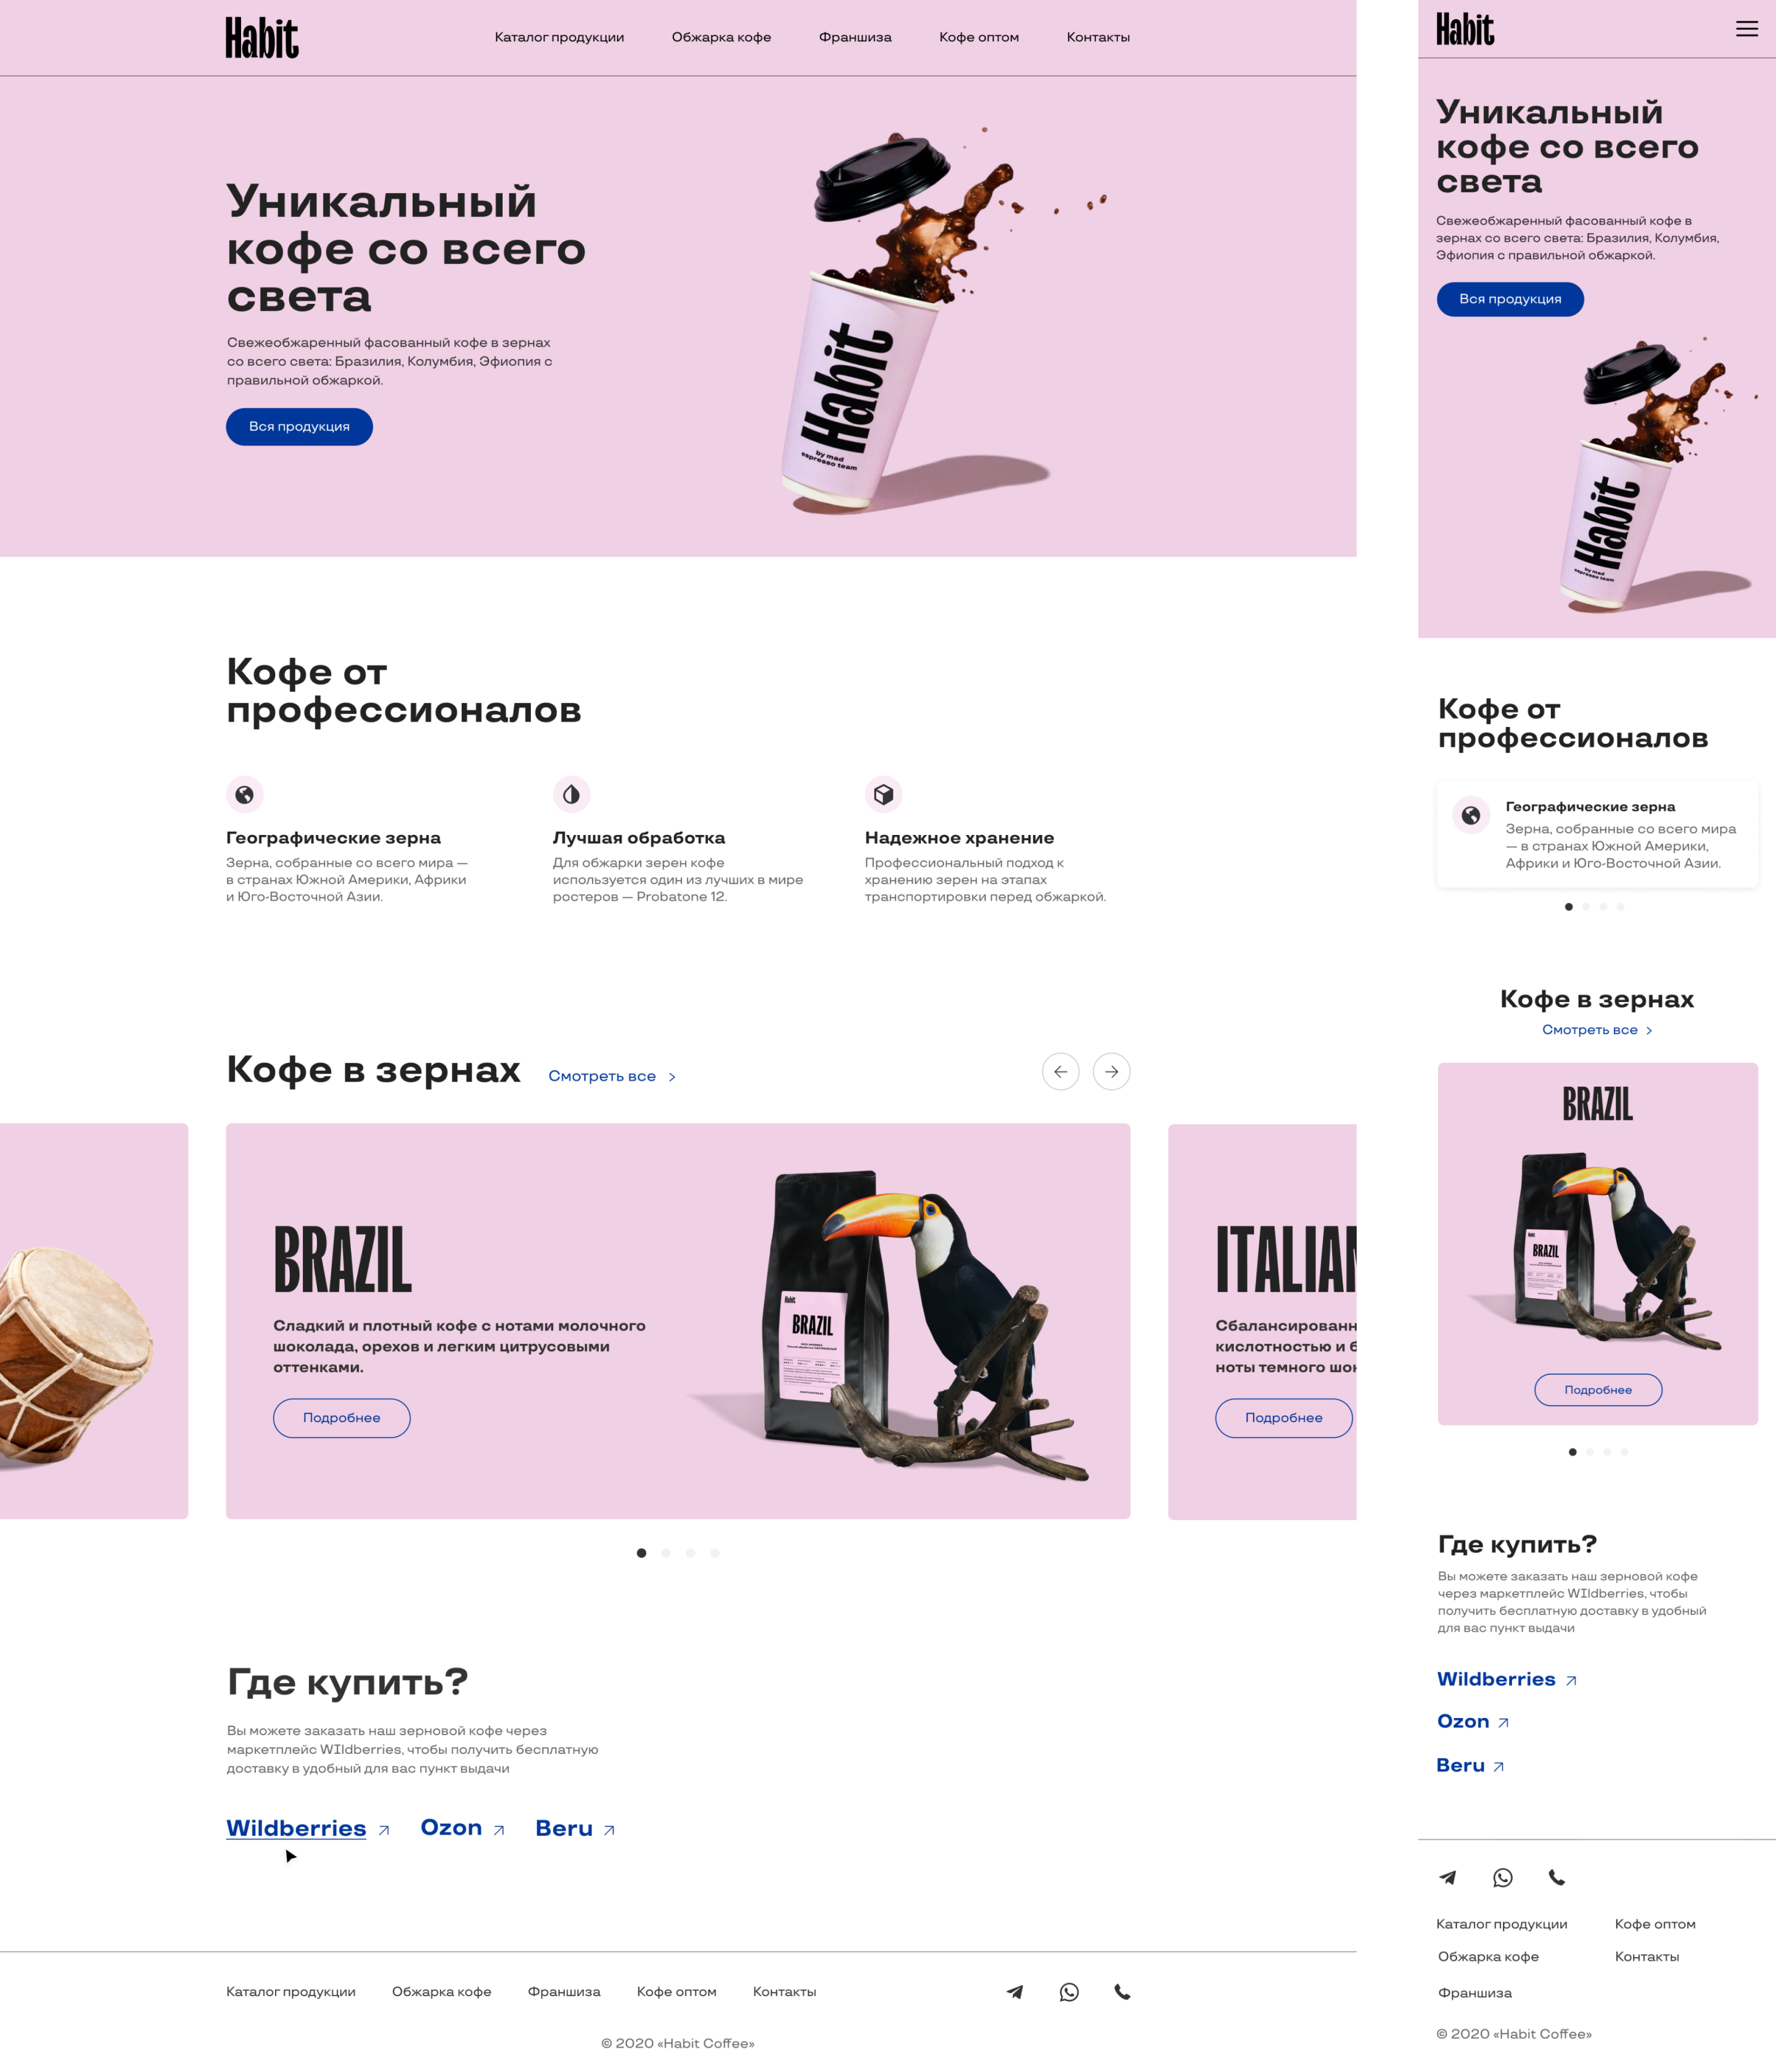 Habit
Каталог продукции
Обжарка кофе
Франшиза
Кофе оптом
Контакты
Уникальный
кофе со всего
света
Свежеобжаренный фасованный кофе в зернах
со всего света: Бразилия, Колумбия, Эфиопия с
правильной обжаркой.
Вся продукция
Habit
by mad
espresso team
Кофе от
профессионалов
Географические зерна
Зерна, собранные со всего мира —
в странах Южной Америки, Африки
и Юго-Восточной Азии.
Лучшая обработка
Для обжарки зерен кофе
используется один из лучших в мире
ростеров — Probatone 12.
Надежное хранение
Профессиональный подход к
хранению зерен на этапах
транспортировки перед обжаркой.
Кофе в зернах
Смотреть все
BRAZIL
Сладкий и плотный кофе с нотами молочного
шоколада, орехов и легким цитрусовыми
оттенками.
Подробнее
Habit
BRAZIL
ITALIAN
Сбалансированн
кислотностью и б
ноты темного шок
Подробнее
Где купить?
Вы можете заказать наш зерновой кофе через
маркетплейс WIldberries, чтобы получить бесплатную
доставку в удобный для вас пункт выдачи
Wildberries
Ozon
Beru
Каталог продукции
Обжарка кофе
Франшиза
Кофе оптом
Контакты
© 2020 «Habit Coffee»
Habit
Уникальный
кофе со всего
света
Свежеобжаренный фасованный кофе в
зернах со всего света: Бразилия, Колумбия,
Эфиопия с правильной обжаркой.
Вся продукция
Habit
by mad
espresso team
Кофе от
профессионалов
Географические зерна
Зерна, собранные со всего мира
— в странах Южной Америки,
Африки и Юго-Восточной Азии.
Кофе в зернах
Смотреть все
BRAZIL
Habit
BRAZIL
Подробнее
Где купить?
Вы можете заказать наш зерновой кофе
через маркетплейс WIldberries, чтобы
получить бесплатную доставку в удобный
для вас пункт выдачи
Wildberries
Ozon
Beru
Каталог продукции
Кофе оптом
Обжарка кофе
Контакты
Франшиза
© 2020 «Habit Coffee»